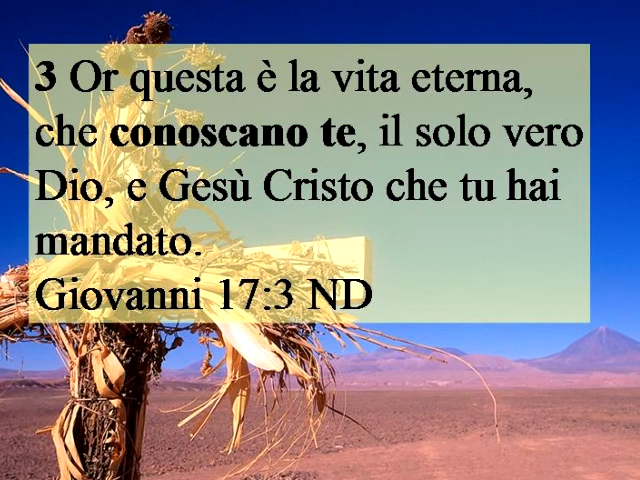 3 Or questa è la vita eterna,
che conoscano te, il solo vero
Dio, e Gesù Cristo che tu hai
mandato.
Giovanni 17:3 ND